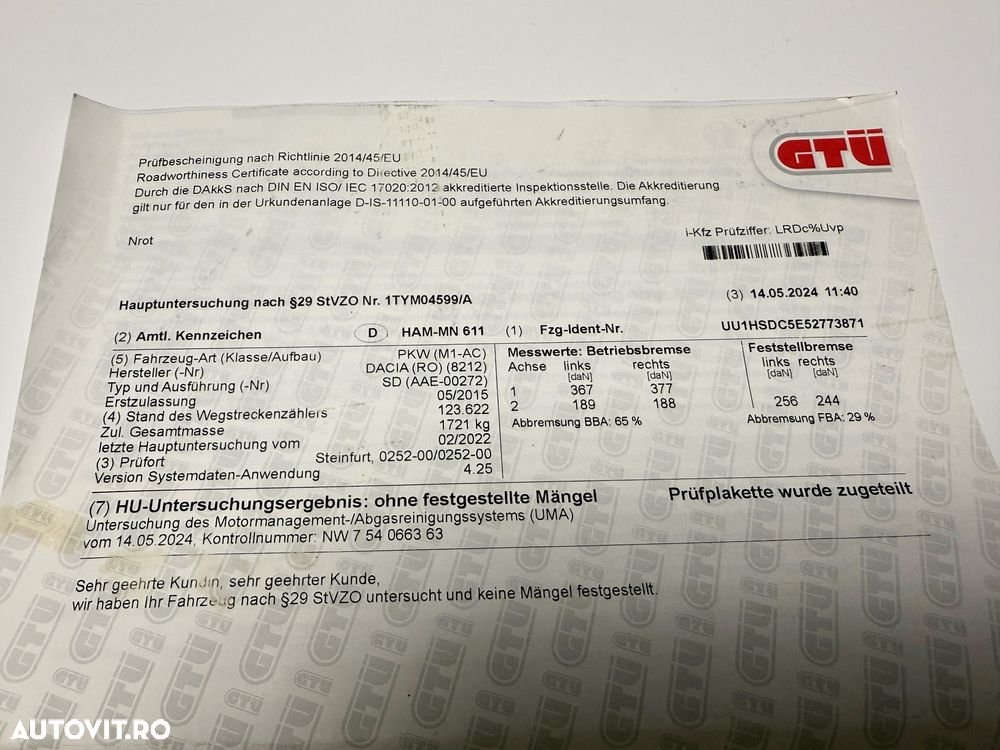 GTÜ
Prüfbescheinigung nach Richtlinie 2014/45/EU
Roadworthiness Certificate according to Directive 2014/45/EU
Durch die DAkkS nach DIN EN ISO/ IEC 17020:2012 akkreditierte Inspektionsstelle. Die Akkreditierung
gilt nur für den in der Urkundenanlage D-IS-11110-01-00 aufgeführten Akkreditierungsumfang.
Nrot
i-Kfz Prüfziffer: LRDc%Uvp
Hauptuntersuchung nach §29 StVZO Nr. 1TYM04599/A (3) 14.05.2024 11:40
(2) Amtl. Kennzeichen D HAM-MN 611 (1) Fzg-Ident-Nr. UU1HSDC5E52773871
(5) Fahrzeug-Art (Klasse/Aufbau) PKW (M1-AC)
Hersteller (-Nr) DACIA (RO) (8212)
Typ und Ausführung (-Nr) SD (AAE-00272)
Erstzulassung 05/2015
(4) Stand des Wegstreckenzählers 123.622
Zul. Gesamtmasse 1721 kg
letzte Hauptuntersuchung vom 02/2022
(3) Prüfort Steinfurt, 0252-00/0252-00
Version Systemdaten-Anwendung 4.25
Messwerte: Betriebsbremse Feststellbremse
Achse links rechts links rechts
[daN] [daN] [daN] [daN]
1 367 377
2 189 188 256 244
Abbremsung BBA: 65 % Abbremsung FBA: 29 %
(7) HU-Untersuchungsergebnis: ohne festgestellte Mängel Prüfplakette wurde zugeteilt
Untersuchung des Motormanagement-/Abgasreinigungssystems (UMA)
vom 14.05.2024, Kontrollnummer: NW 7 54 0663 63
Sehr geehrte Kundin, sehr geehrter Kunde,
wir haben Ihr Fahrzeug nach §29 StVZO untersucht und keine Mängel festgestellt.
AUTOVIT.RO